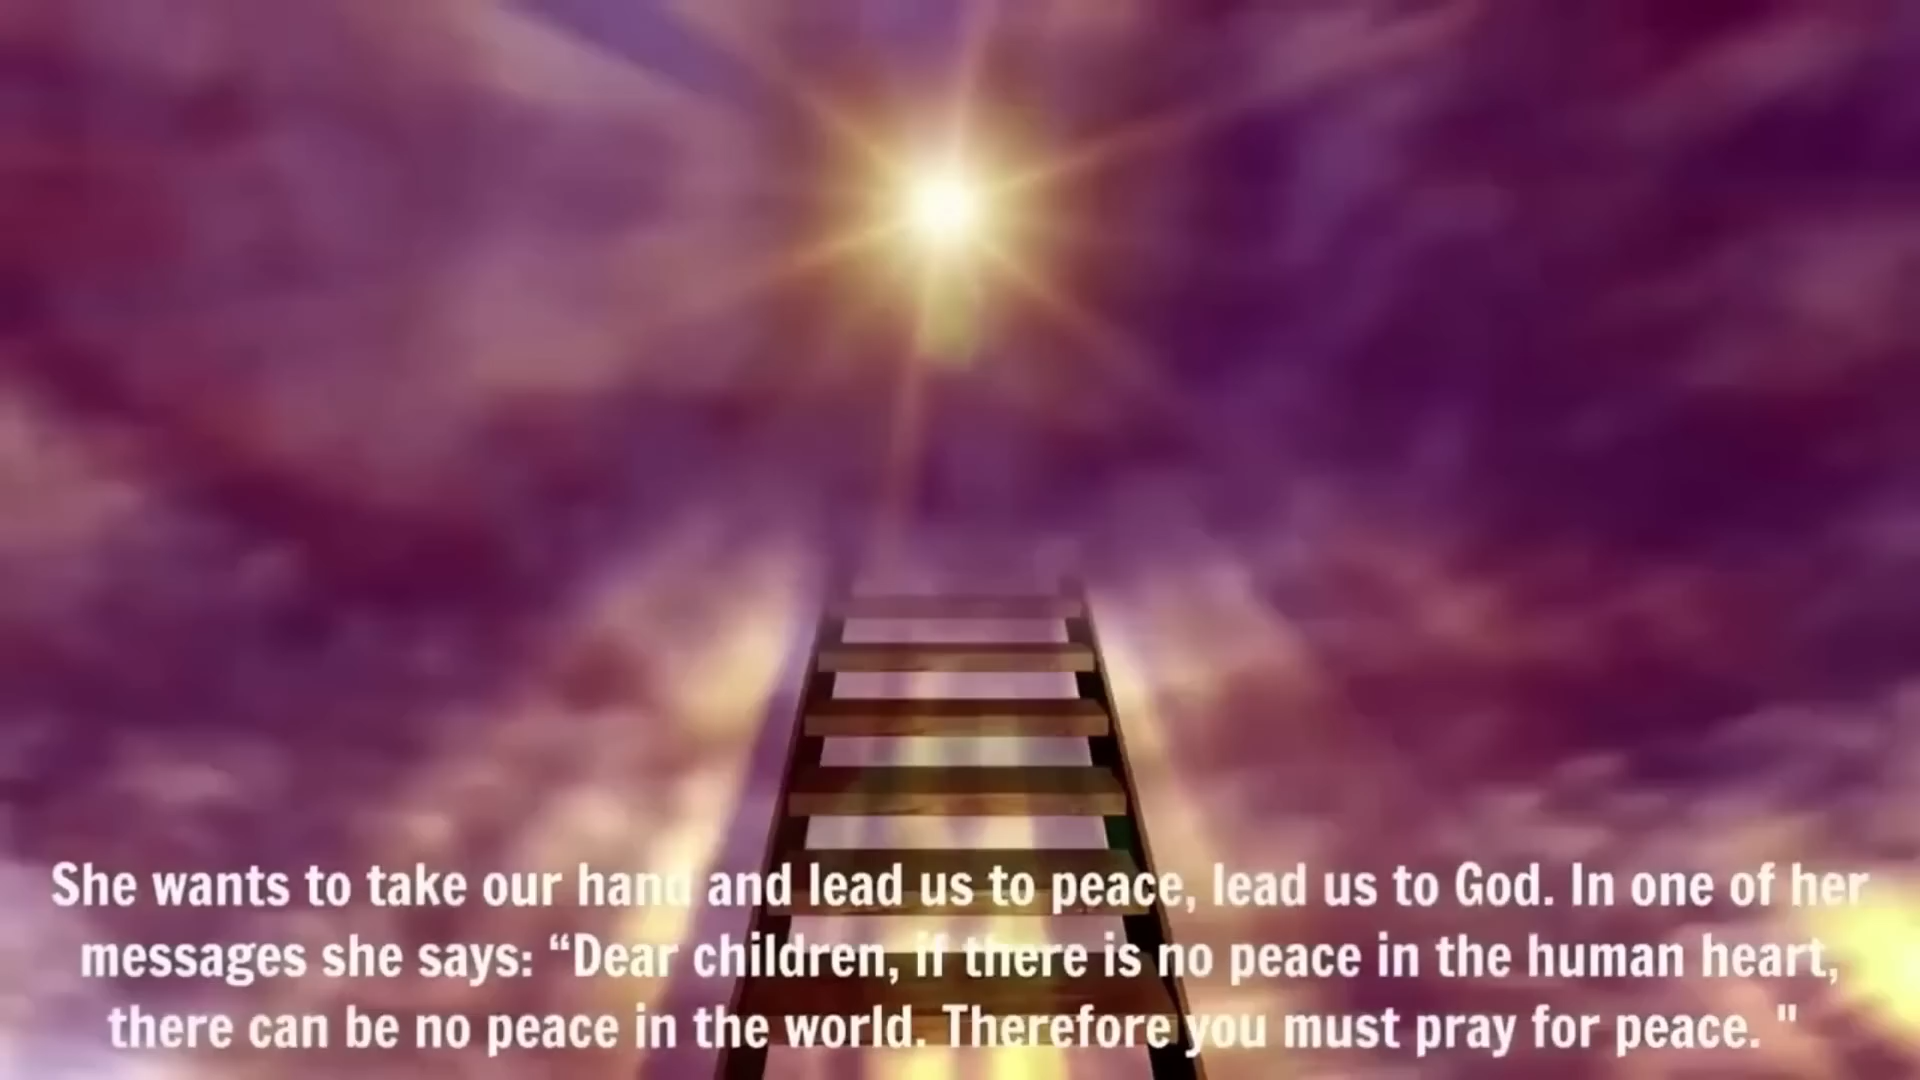 She wants to take our hand and lead us to peace, lead us to God. In one of her
messages she says: “Dear children, if there is no peace in the human heart,
there can be no peace in the world. Therefore you must pray for peace. "